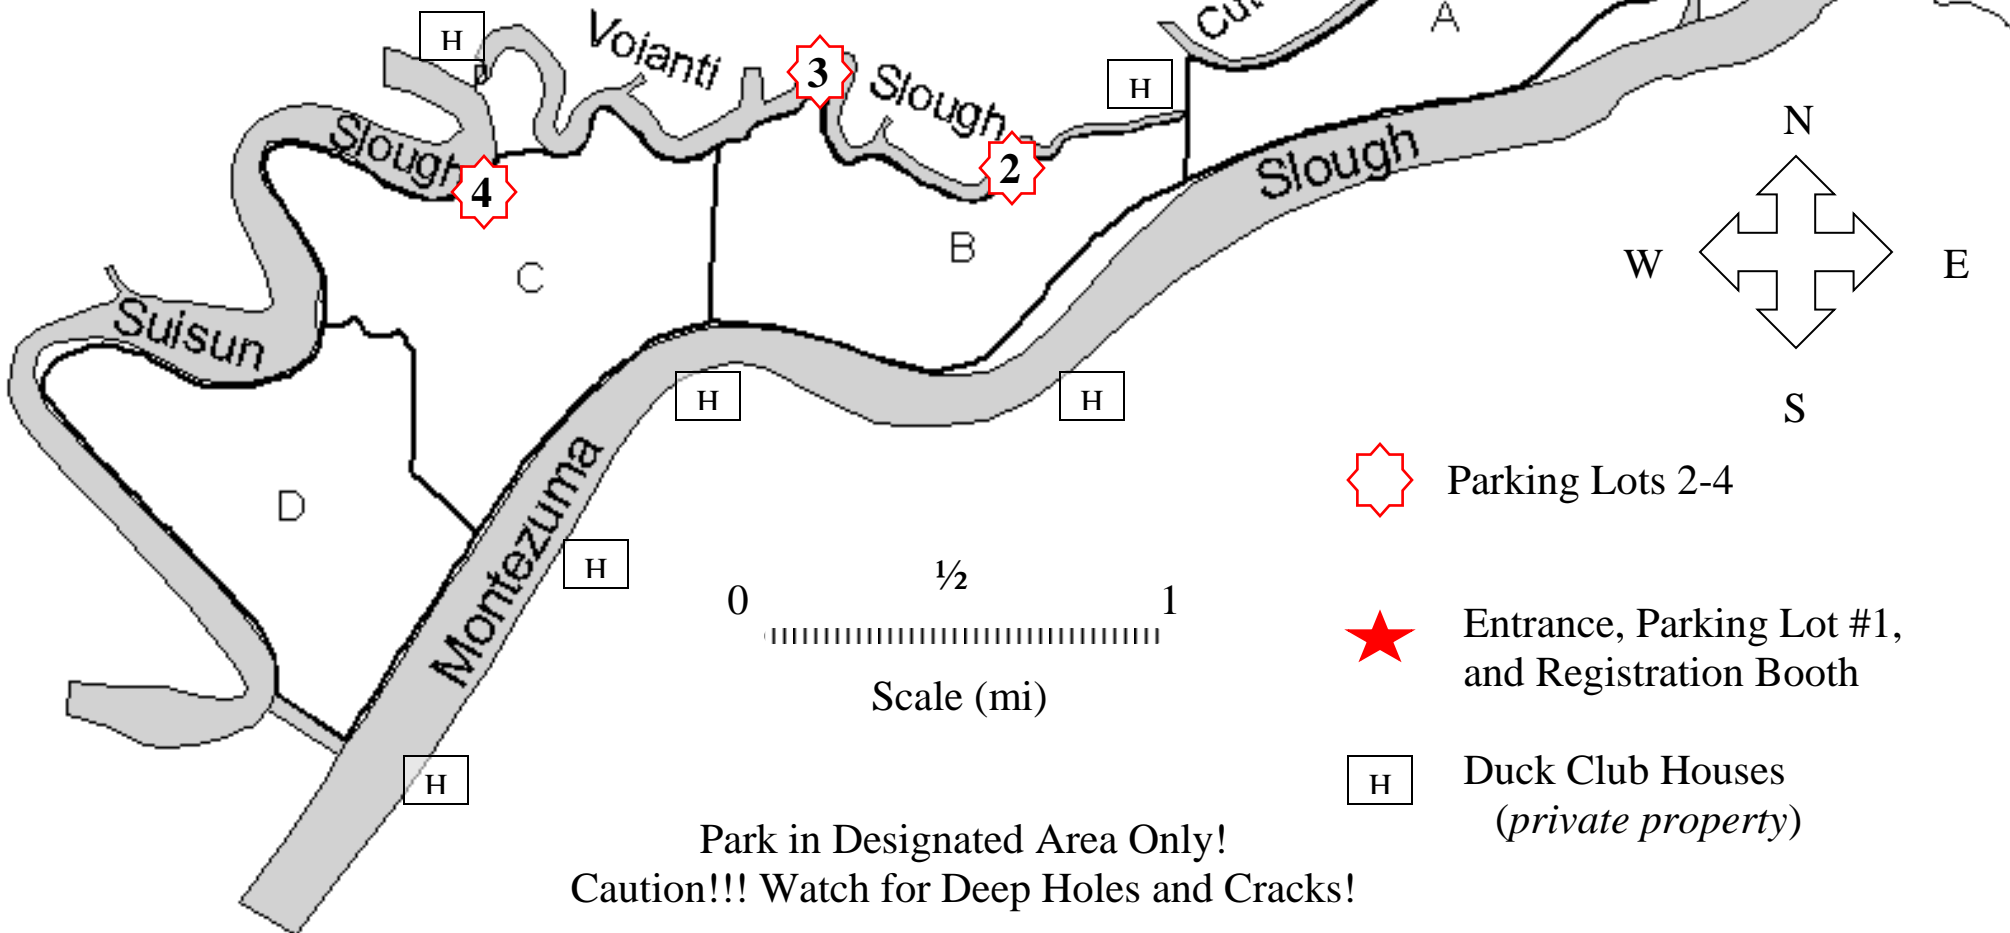 H
Voianti
3
Slough
H
A
Slough
4
2
Slough
N
W
E
S
C
B
Suisun
H
H
D
Montezuma
H
H
0
½
1
Scale (mi)
Parking Lots 2-4
Entrance, Parking Lot #1,
and Registration Booth
H
Duck Club Houses
(private property)
Park in Designated Area Only!
Caution!!! Watch for Deep Holes and Cracks!